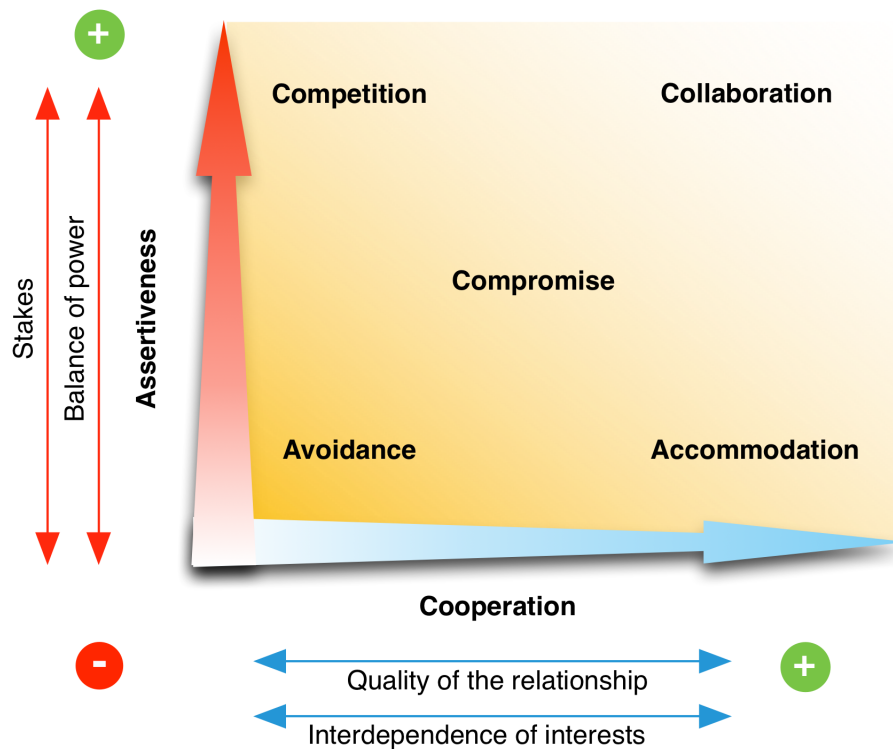 +
Competition
Collaboration
Stakes
Balance of power
Assertiveness
Compromise
Avoidance
Accommodation
Cooperation
-
Quality of the relationship
+
Interdependence of interests